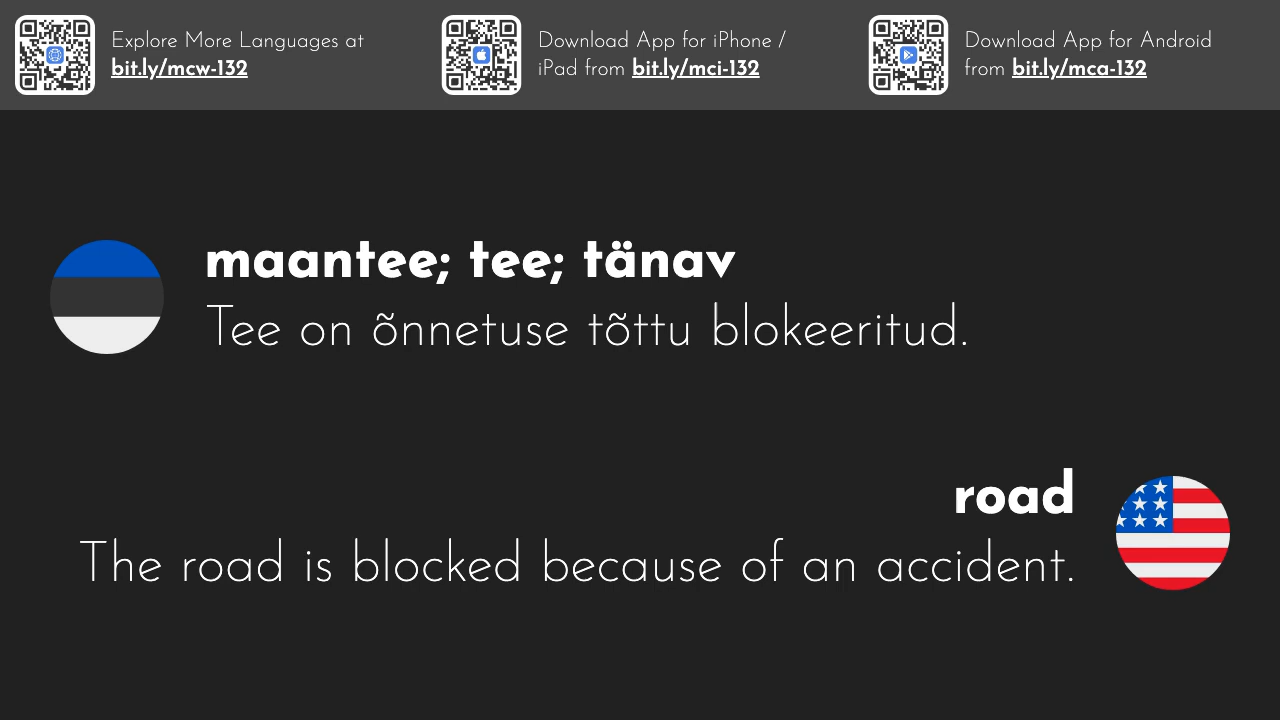 Explore More Languages at
bit.ly/mcw-132
Download App for iPhone /
iPad from bit.ly/mci-132
Download App for Android
from bit.ly/mca-132
maantee; tee; tänav
Tee on õnnetuse tõttu blokeeritud.
road
The road is blocked because of an accident.